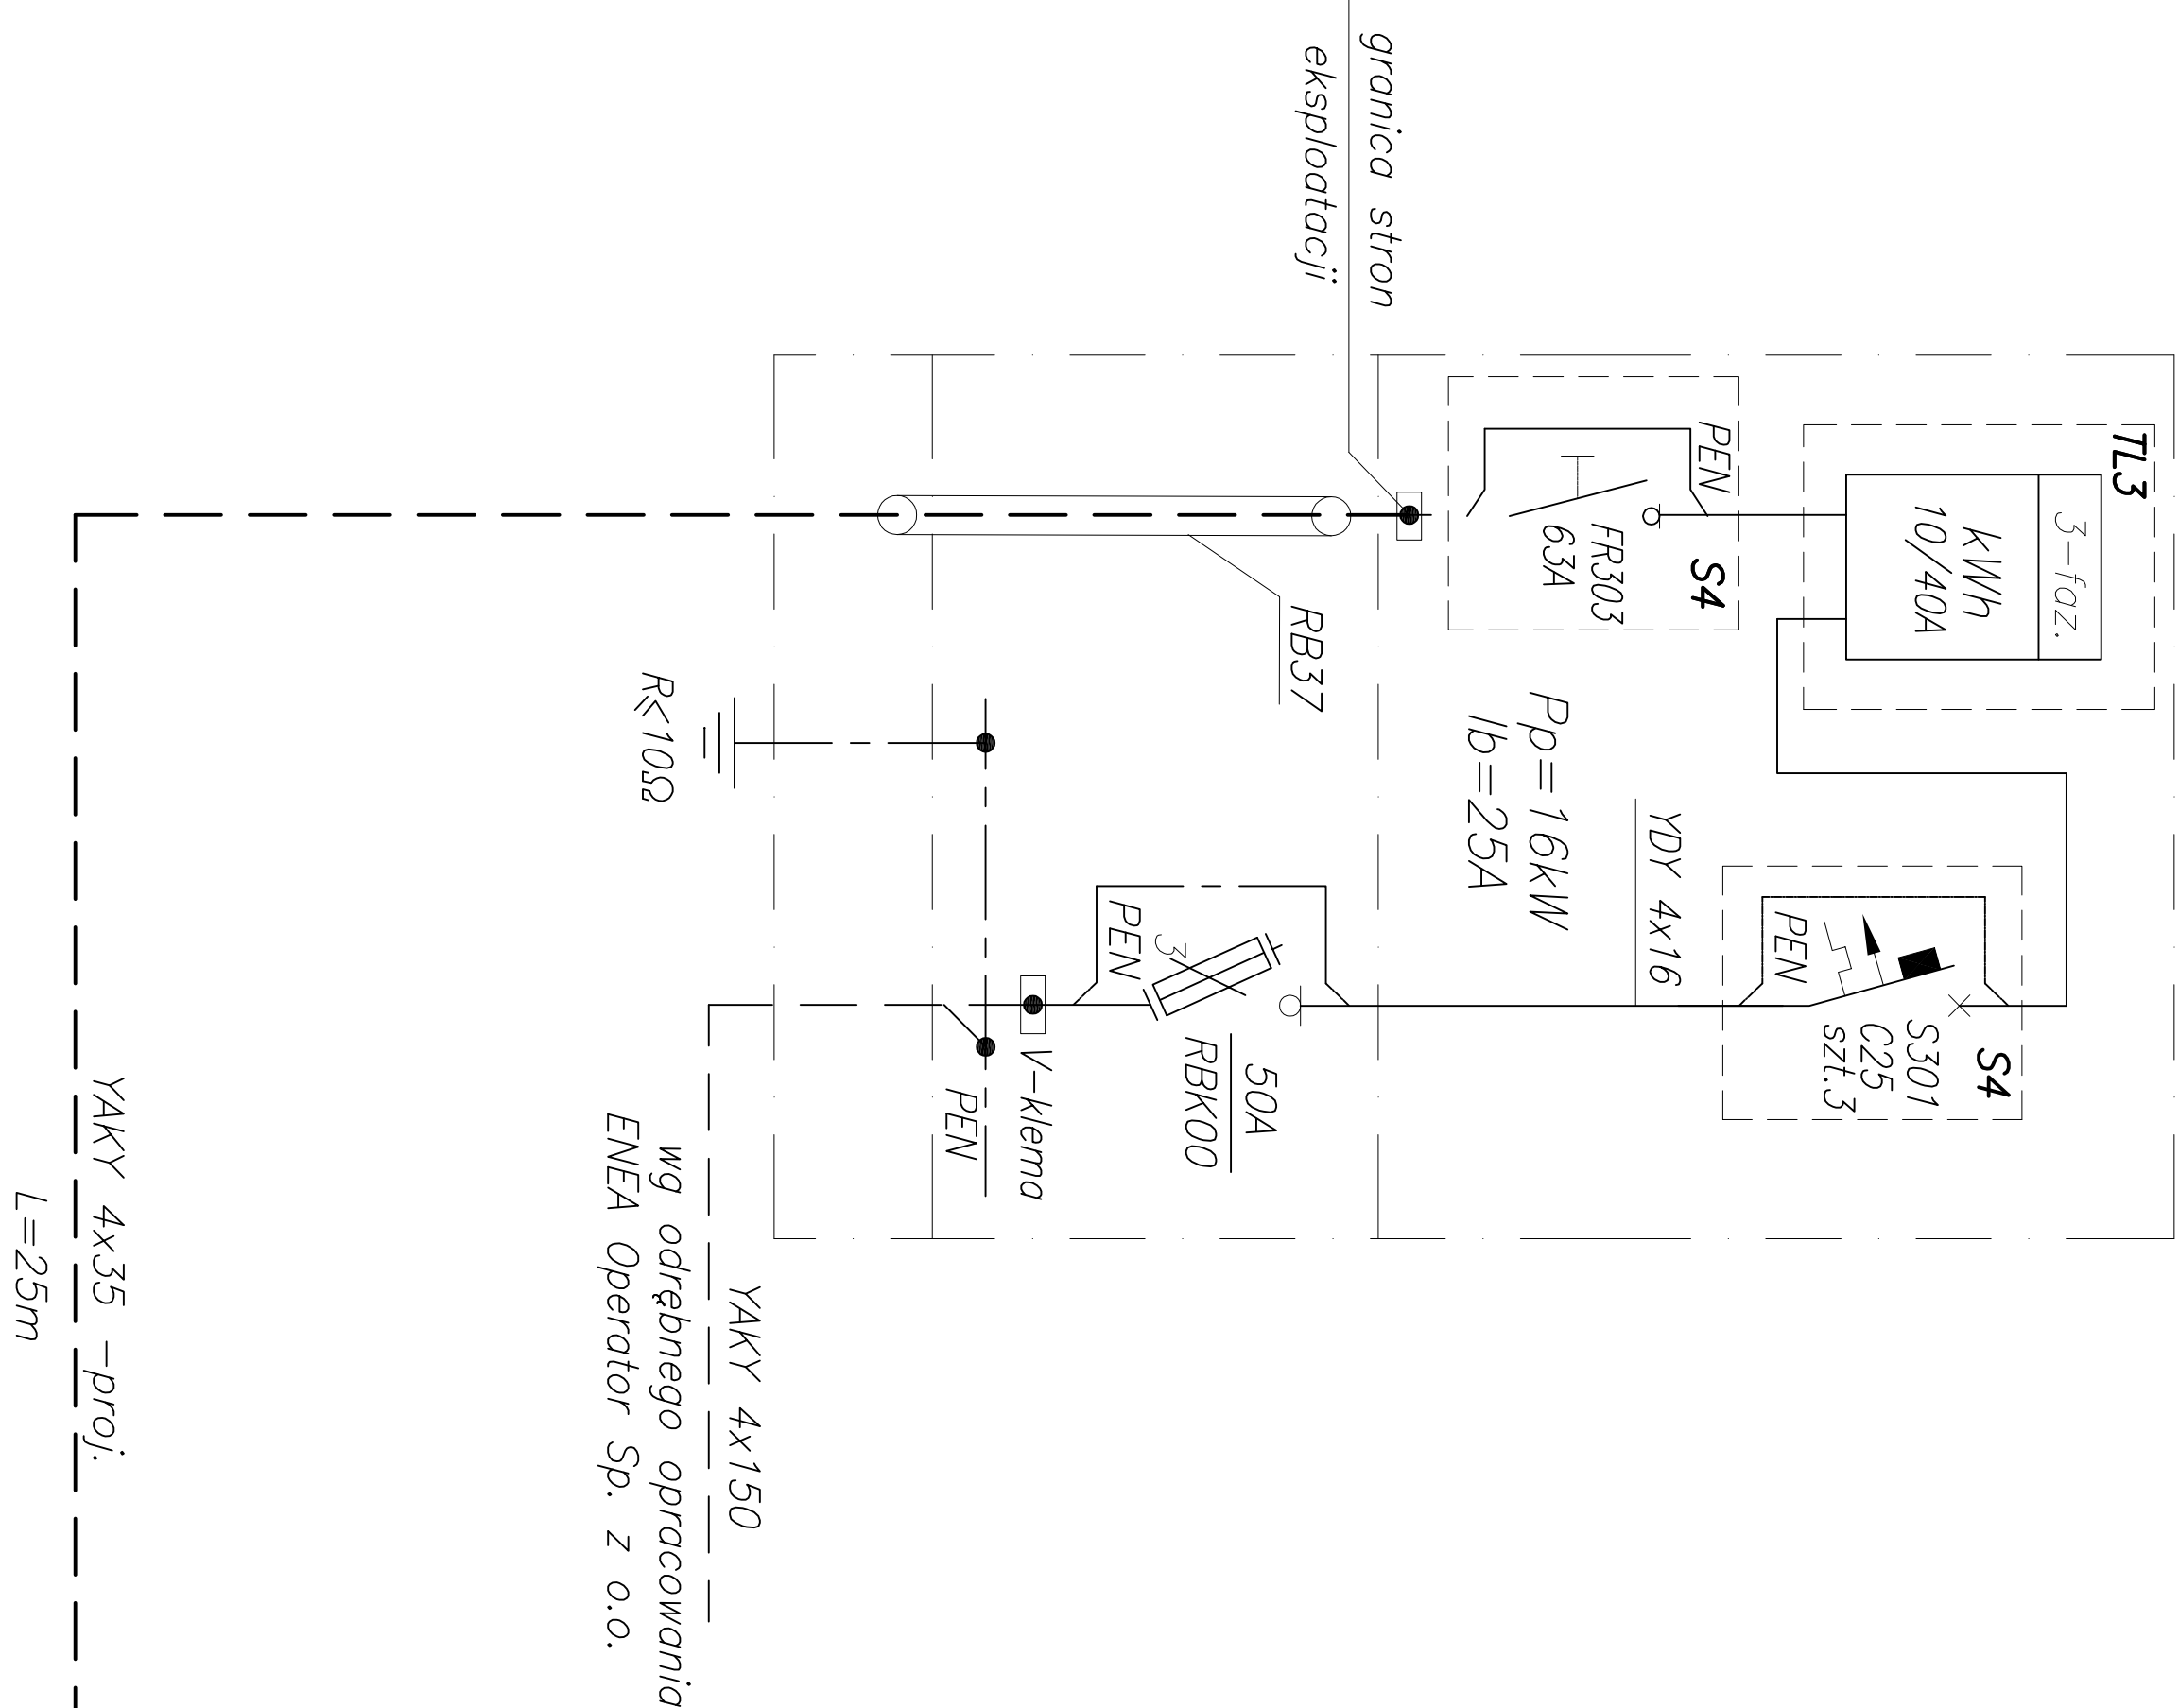 TL3
3-faz.
kWh
10/40A
PEN
S4
FR303
63A
granica stron
eksploatacji
S4
S301
C25
szt.3
PEN
YDY 4x16
Pp=16kW
Ib=25A
RB37
50A
RBK00
3
PEN
V-klema
PEN
R≤10Ω
YAKY 4x150
wg odrębnego opracowania
ENEA Operator Sp. z o.o.
YAKY 4x35 -proj.
L=25m